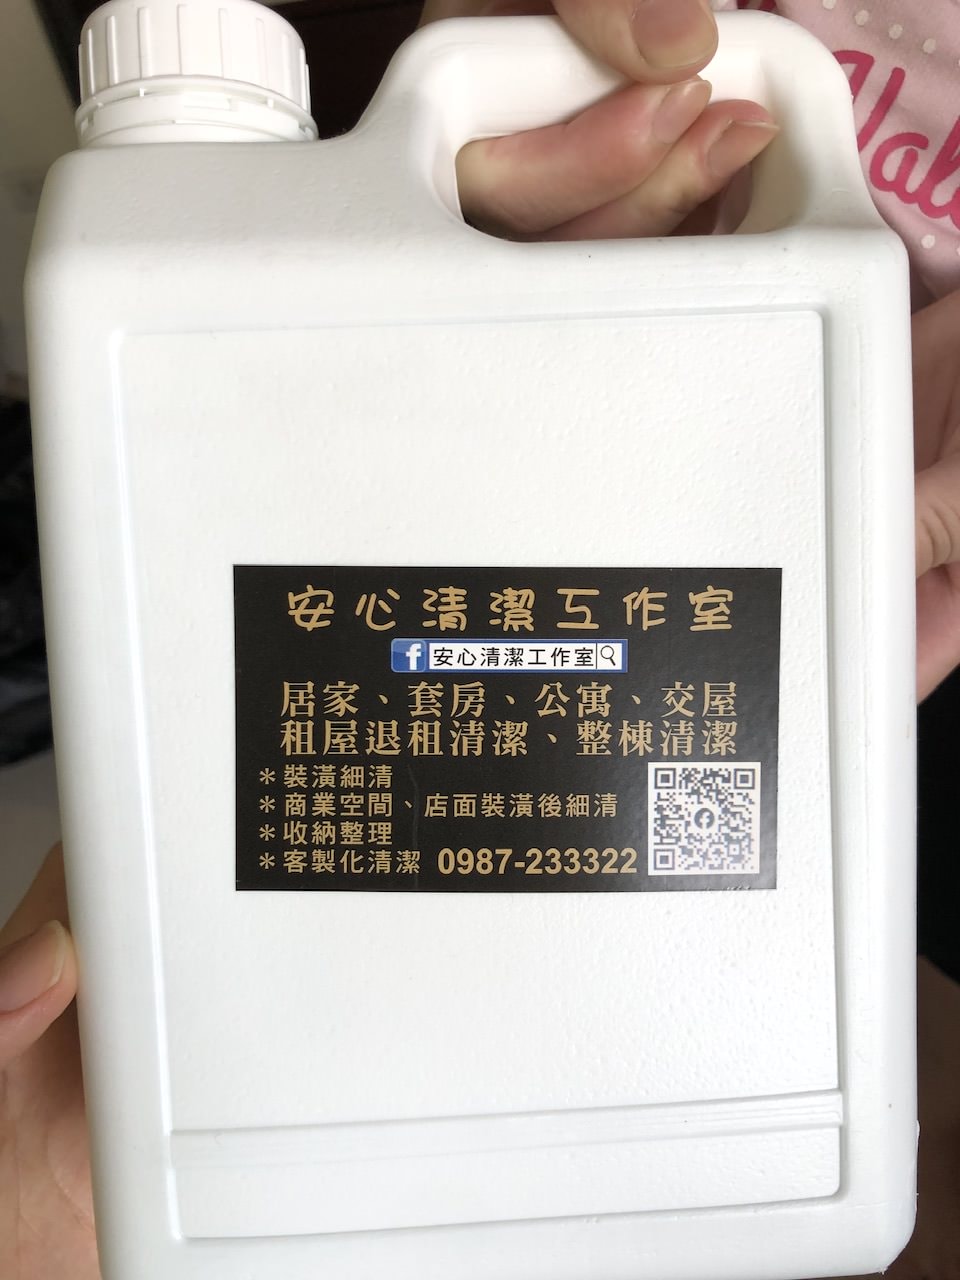 安心清潔工作室
安心清潔工作室
居家、套房、公寓、交屋
租屋退租清潔、整棟清潔
＊裝潢細清
＊商業空間、店面裝潢後細清
＊收納整理
＊客製化清潔 0987-233322